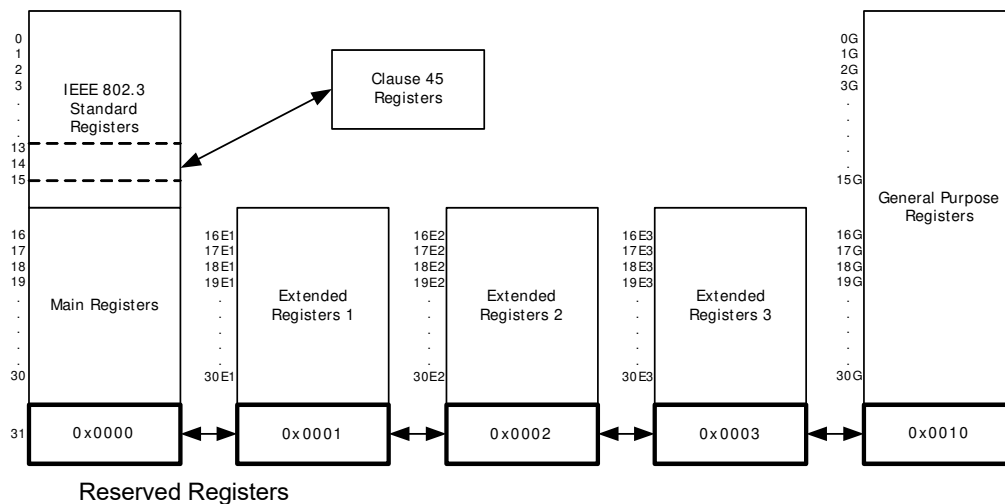 0
1
2
3
.
.
.
13
14
15
IEEE 802.3
Standard
Registers
Clause 45
Registers
16
17
18
19
.
.
.
.
.
30
Main Registers
16E1
17E1
18E1
19E1
.
.
.
.
.
30E1
Extended
Registers 1
16E2
17E2
18E2
19E2
.
.
.
.
.
30E2
Extended
Registers 2
16E3
17E3
18E3
19E3
.
.
.
.
.
30E3
Extended
Registers 3
0G
1G
2G
3G
.
.
.
.
.
15G
16G
17G
18G
19G
.
.
.
.
.
30G
General Purpose
Registers
31
0x0000
0x0001
0x0002
0x0003
0x0010
Reserved Registers